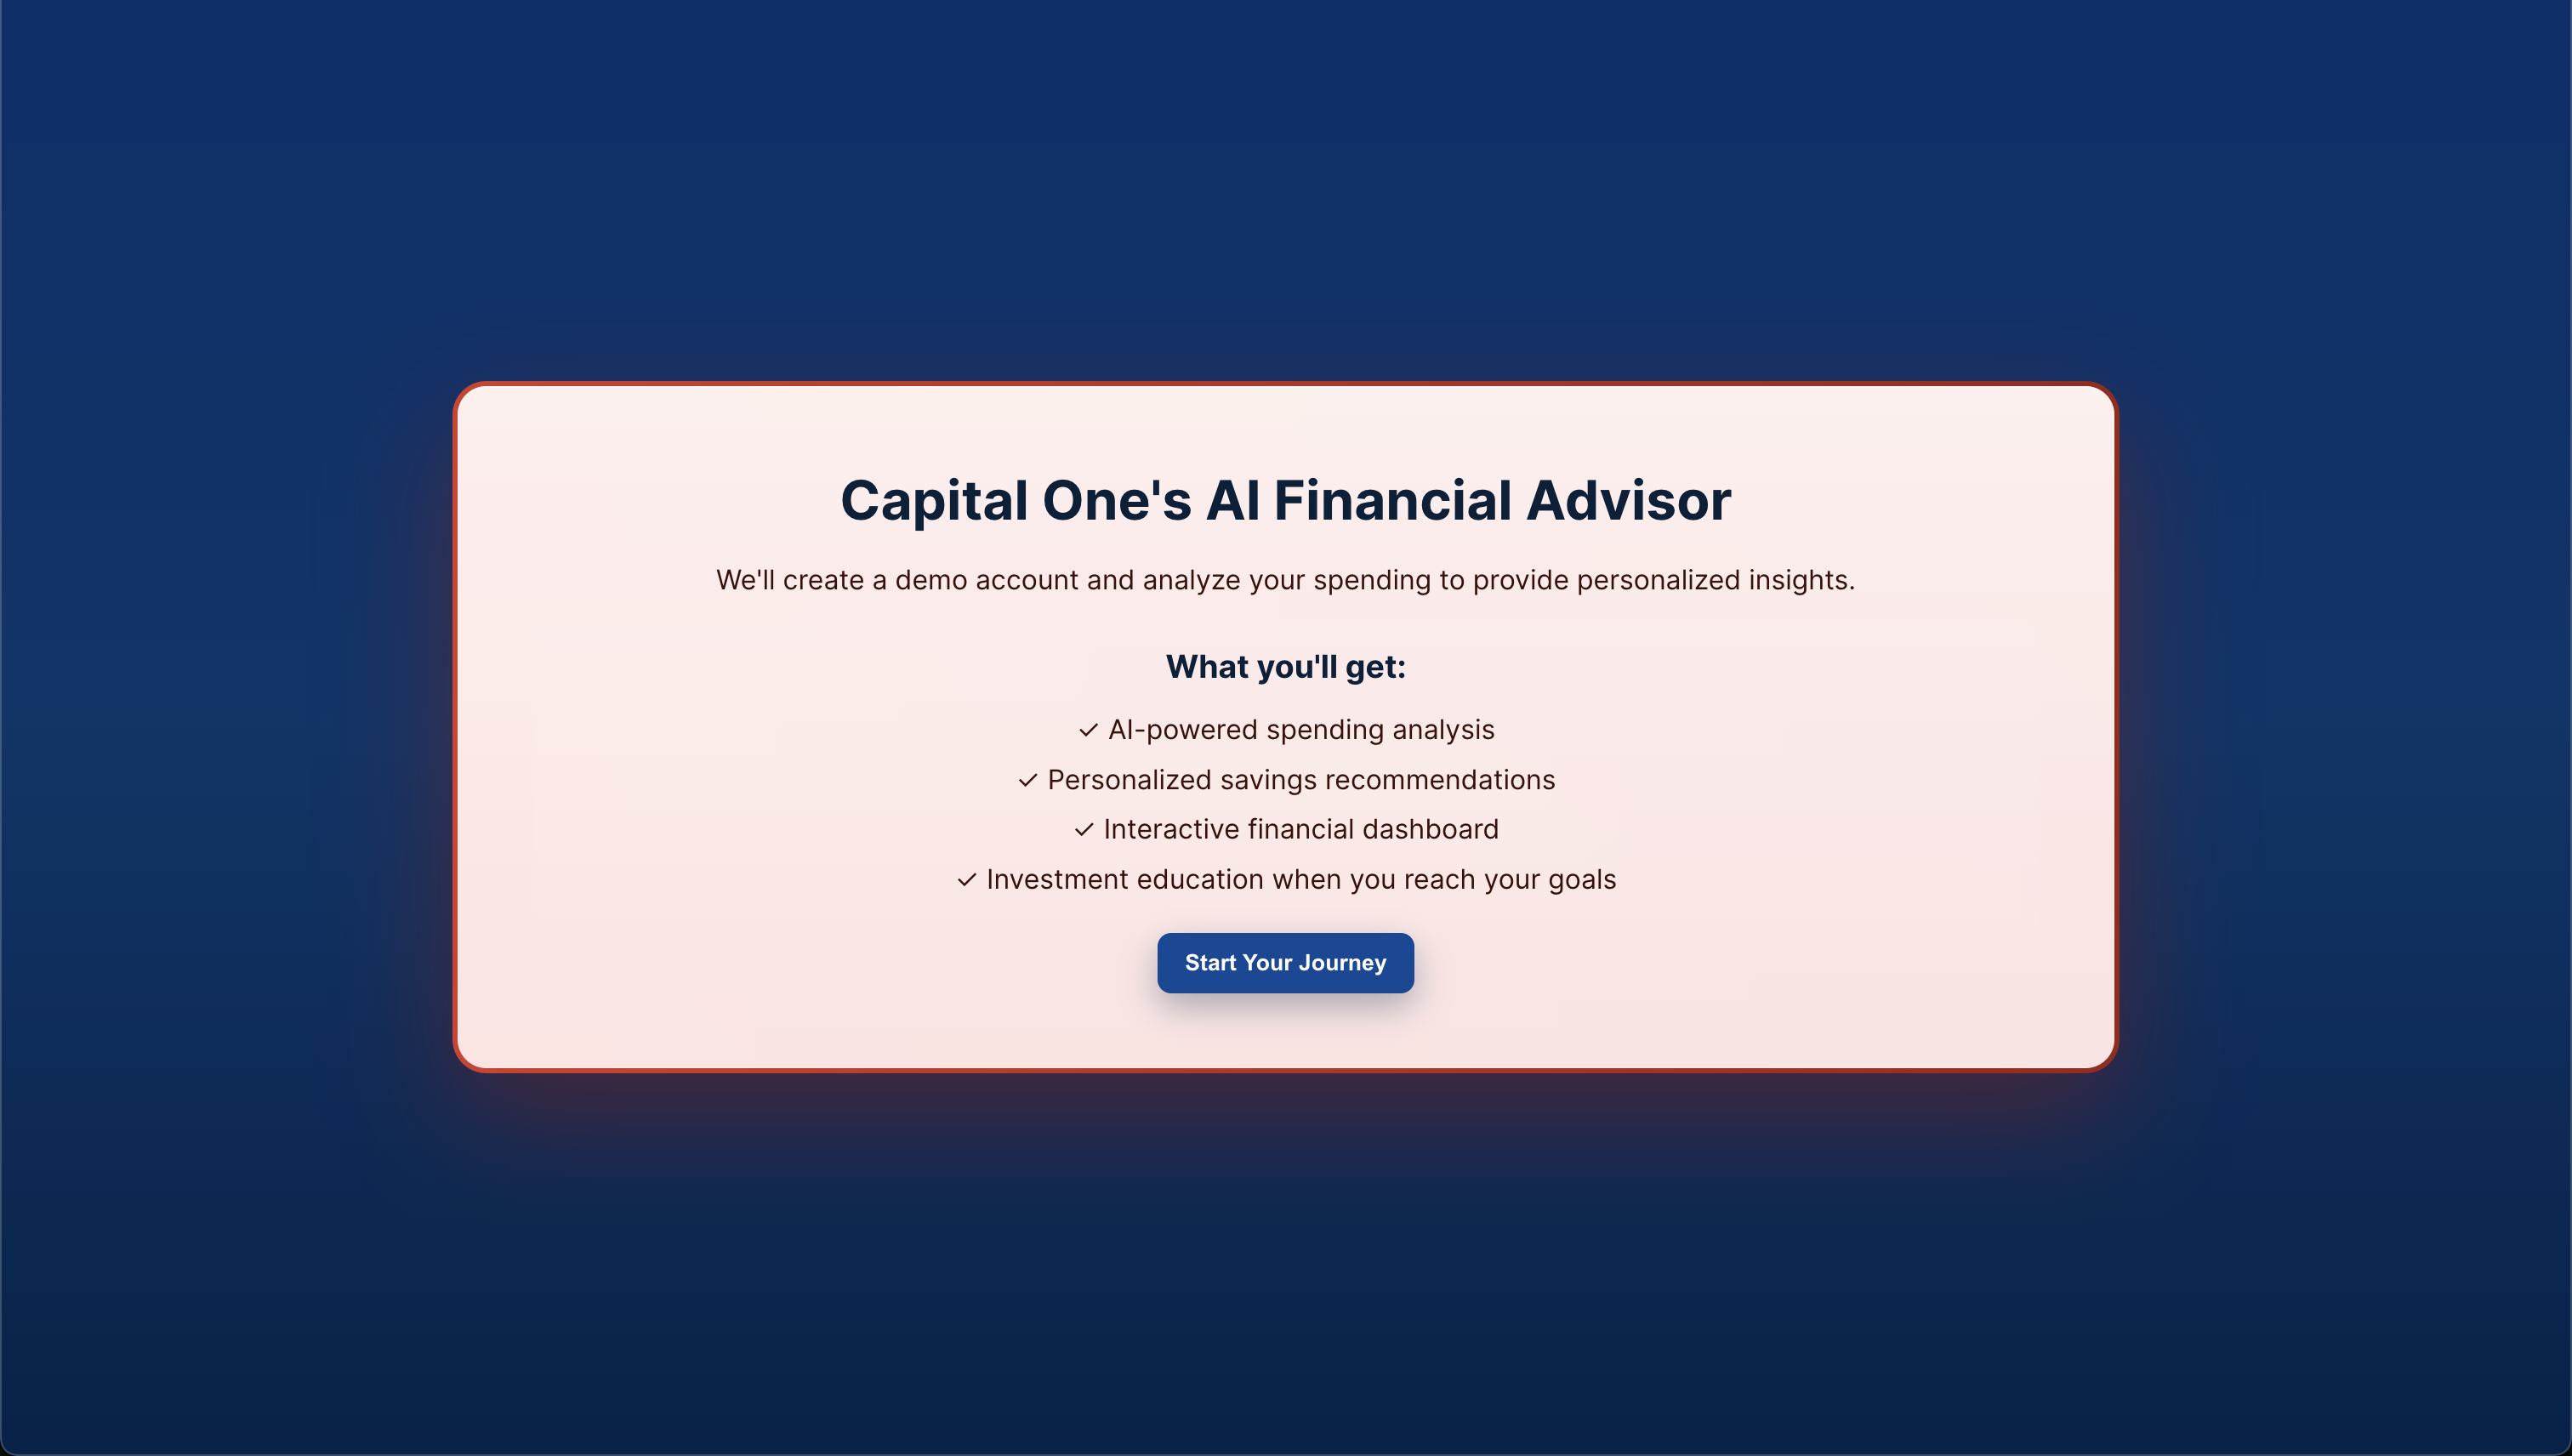 Capital One's AI Financial Advisor
We'll create a demo account and analyze your spending to provide personalized insights.
What you'll get:
✓ AI-powered spending analysis
✓ Personalized savings recommendations
✓ Interactive financial dashboard
✓ Investment education when you reach your goals
Start Your Journey